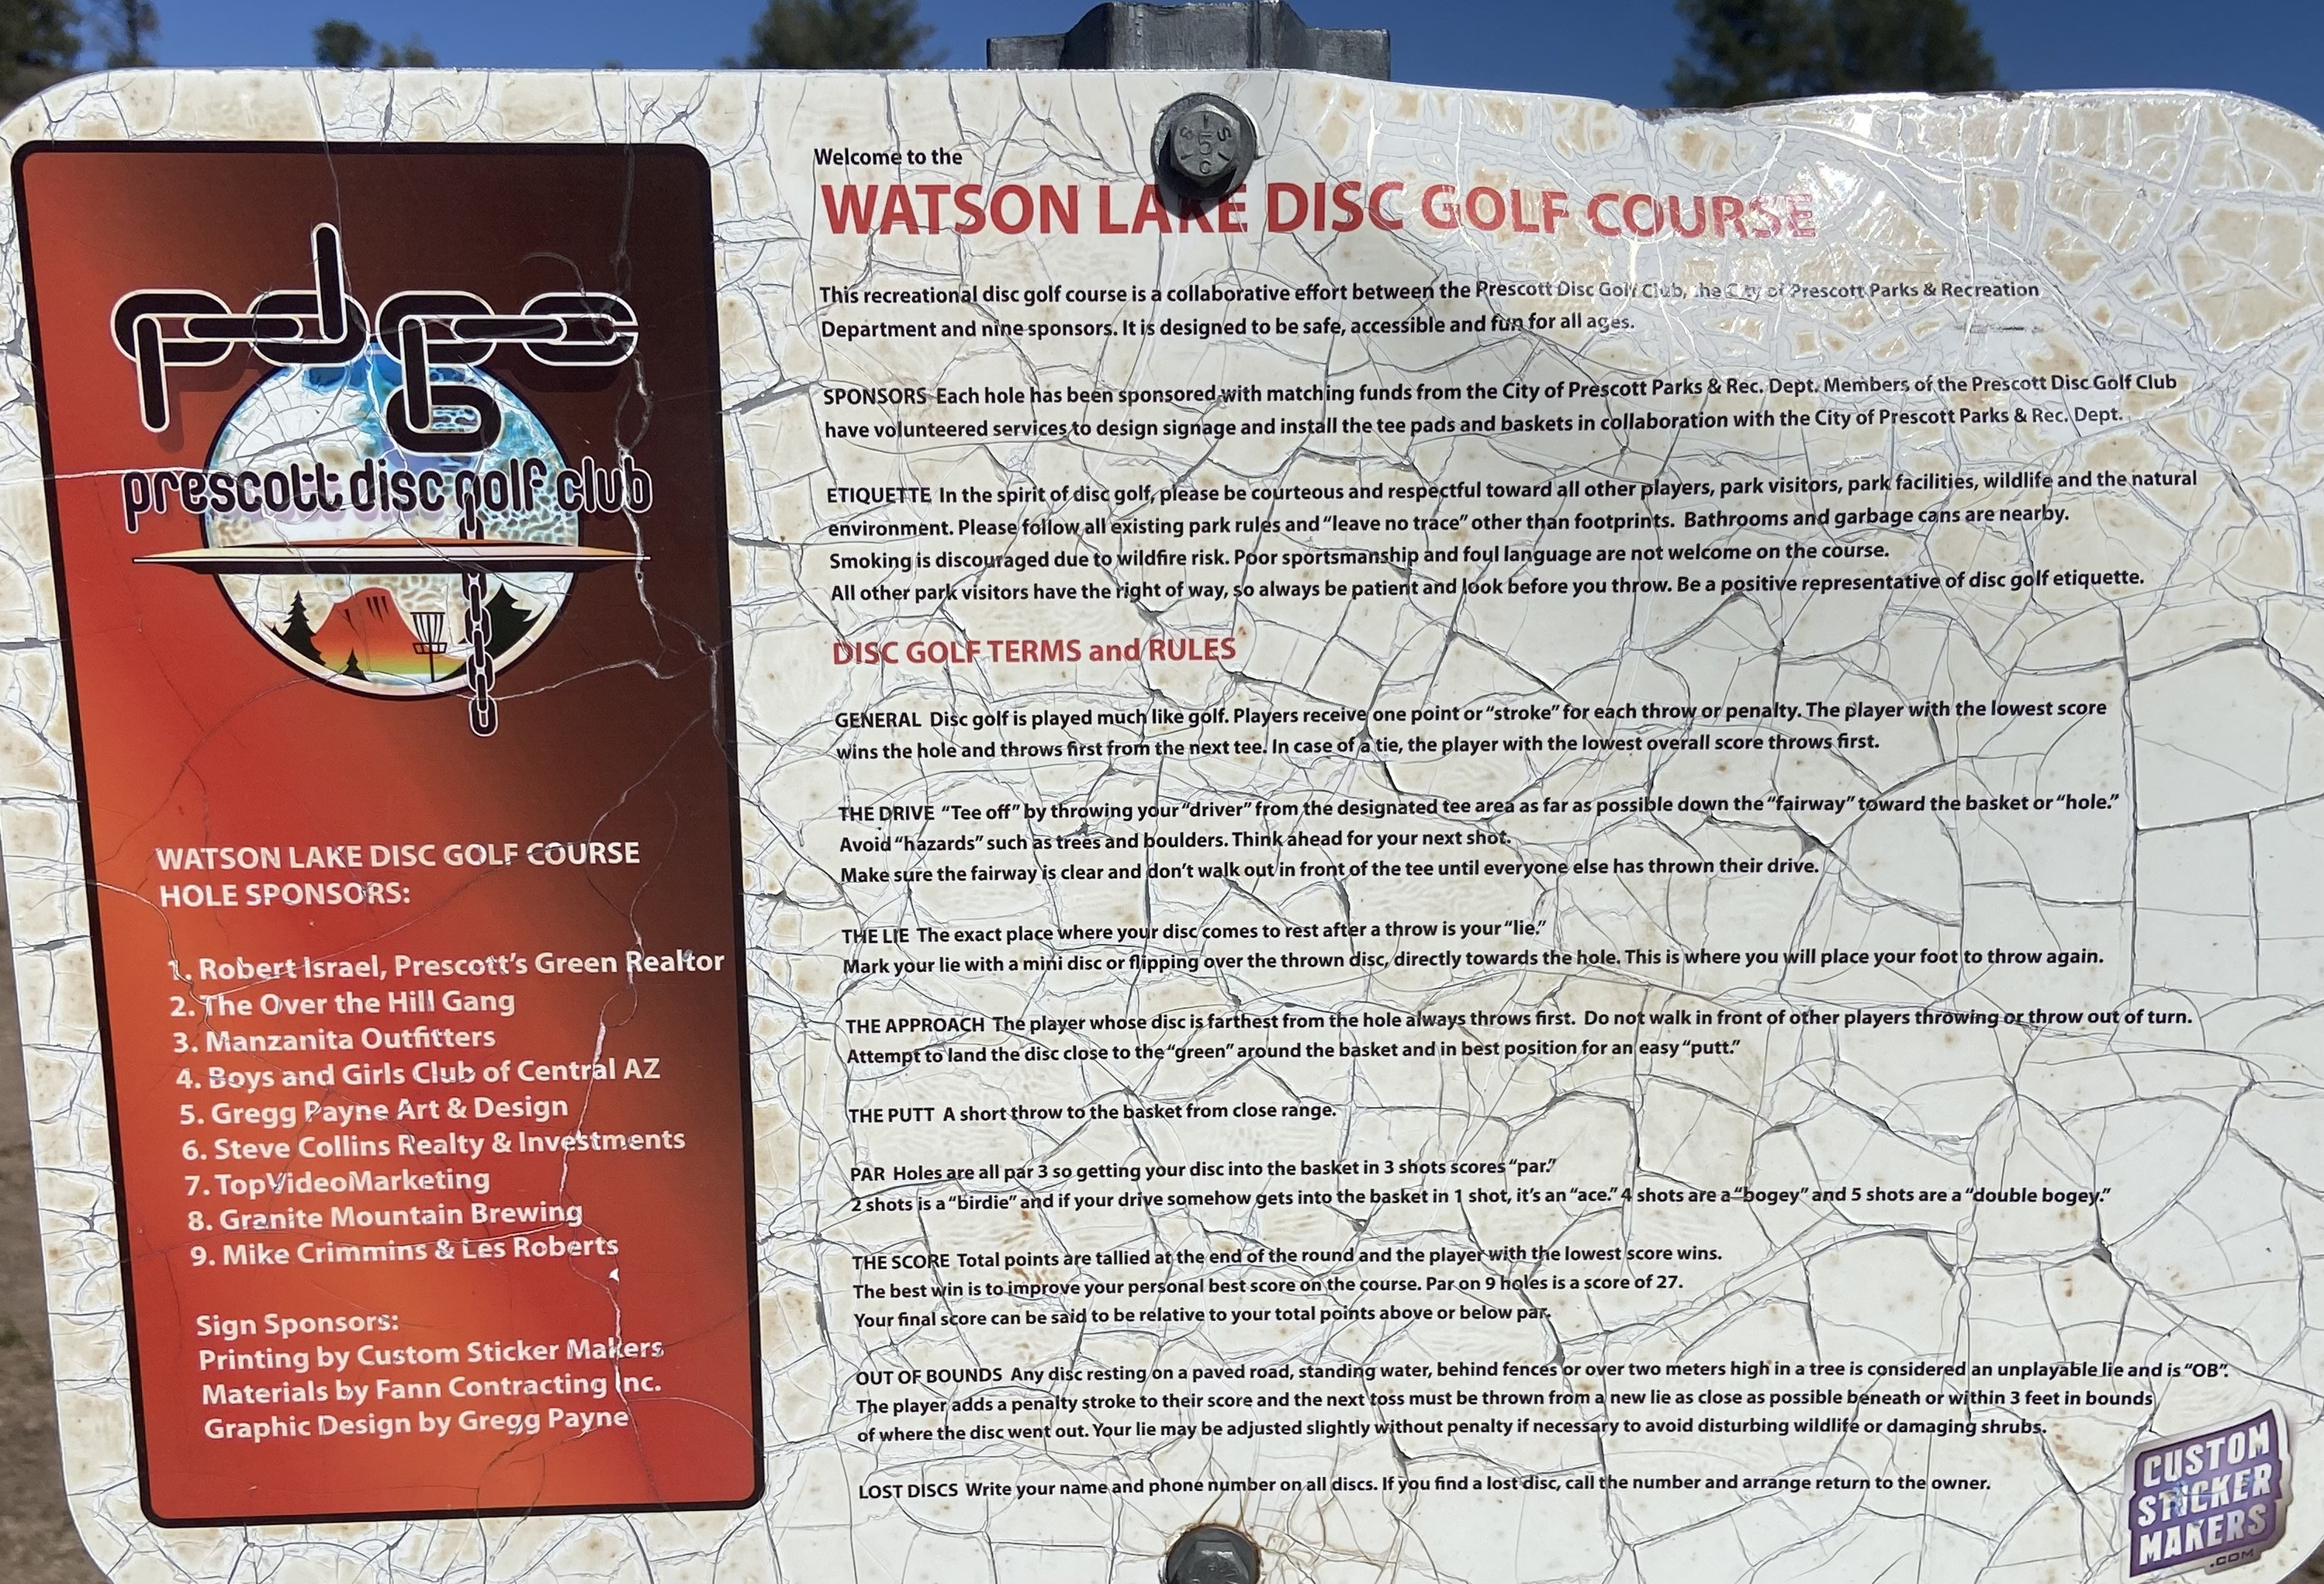 pdgc
prescott disc golf club
WATSON LAKE DISC GOLF COURSE
HOLE SPONSORS:
1. Robert Israel, Prescott's Green Realtor
2. The Over the Hill Gang
3. Manzanita Outfitters
4. Boys and Girls Club of Central AZ
5. Gregg Payne Art & Design
6. Steve Collins Realty & Investments
7. TopVideoMarketing
8. Granite Mountain Brewing
9. Mike Crimmins & Les Roberts
Sign Sponsors:
Printing by Custom Sticker Makers
Materials by Fann Contracting Inc.
Graphic Design by Gregg Payne
Welcome to the
WATSON LAKE DISC GOLF COURSE
This recreational disc golf course is a collaborative effort between the Prescott Disc Golf Club, the City of Prescott Parks & Recreation
Department and nine sponsors. It is designed to be safe, accessible and fun for all ages.
SPONSORS Each hole has been sponsored with matching funds from the City of Prescott Parks & Rec. Dept. Members of the Prescott Disc Golf Club
have volunteered services to design signage and install the tee pads and baskets in collaboration with the City of Prescott Parks & Rec. Dept.
ETIQUETTE In the spirit of disc golf, please be courteous and respectful toward all other players, park visitors, park facilities, wildlife and the natural
environment. Please follow all existing park rules and "leave no trace" other than footprints. Bathrooms and garbage cans are nearby.
Smoking is discouraged due to wildfire risk. Poor sportsmanship and foul language are not welcome on the course.
All other park visitors have the right of way, so always be patient and look before you throw. Be a positive representative of disc golf etiquette.
DISC GOLF TERMS and RULES
GENERAL Disc golf is played much like golf. Players receive one point or "stroke" for each throw or penalty. The player with the lowest score
wins the hole and throws first from the next tee. In case of a tie, the player with the lowest overall score throws first.
THE DRIVE "Tee off" by throwing your "driver" from the designated tee area as far as possible down the "fairway" toward the basket or "hole."
Avoid "hazards" such as trees and boulders. Think ahead for your next shot.
Make sure the fairway is clear and don't walk out in front of the tee until everyone else has thrown their drive.
THE LIE The exact place where your disc comes to rest after a throw is your "lie."
Mark your lie with a mini disc or flipping over the thrown disc, directly towards the hole. This is where you will place your foot to throw again.
THE APPROACH The player whose disc is farthest from the hole always throws first. Do not walk in front of other players throwing or throw out of turn.
Attempt to land the disc close to the "green" around the basket and in best position for an easy "putt."
THE PUTT A short throw to the basket from close range.
PAR Holes are all par 3 so getting your disc into the basket in 3 shots scores "par."
2 shots is a "birdie" and if your drive somehow gets into the basket in 1 shot, it's an "ace." 4 shots are a "bogey" and 5 shots are a "double bogey."
THE SCORE Total points are tallied at the end of the round and the player with the lowest score wins.
The best win is to improve your personal best score on the course. Par on 9 holes is a score of 27.
Your final score can be said to be relative to your total points above or below par.
OUT OF BOUNDS Any disc resting on a paved road, standing water, behind fences or over two meters high in a tree is considered an unplayable lie and is "OB".
The player adds a penalty stroke to their score and the next toss must be thrown from a new lie as close as possible beneath or within 3 feet in bounds
of where the disc went out. Your lie may be adjusted slightly without penalty if necessary to avoid disturbing wildlife or damaging shrubs.
LOST DISCS Write your name and phone number on all discs. If you find a lost disc, call the number and arrange return to the owner.
CUSTOM
STICKER
MAKERS
.COM